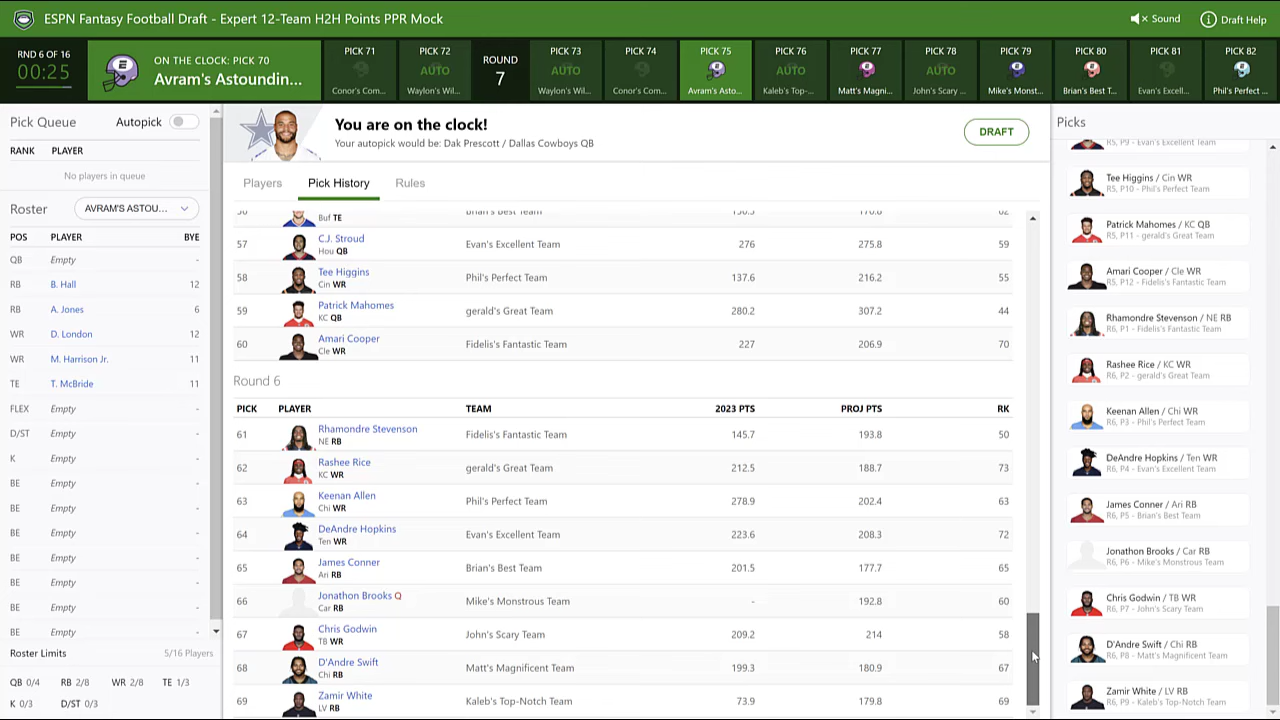 ESPN Fantasy Football Draft - Expert 12-Team H2H Points PPR Mock
Sound
Draft Help
RND 6 OF 16
00:25
ON THE CLOCK: PICK 70
Avram's Astoundin...
PICK 71
Conor's Com...
PICK 72
AUTO
Waylon's Wil...
ROUND
7
PICK 73
AUTO
Waylon's Wil...
PICK 74
Conor's Com...
PICK 75
Avram's Asto...
PICK 76
AUTO
Kaleb's Top-...
PICK 77
Matt's Magni...
PICK 78
AUTO
John's Scary ...
PICK 79
Mike's Monst...
PICK 80
Brian's Best T...
PICK 81
Evan's Excell...
PICK 82
Phil's Perfect ...
Pick Queue
Autopick
RANK PLAYER
No players in queue
Roster
AVRAM'S ASTOU...
POS PLAYER BYE
QB Empty -
RB B. Hall 12
RB A. Jones 6
WR D. London 12
WR M. Harrison Jr. 11
TE T. McBride 11
FLEX Empty -
D/ST Empty -
K Empty -
BE Empty -
BE Empty -
BE Empty -
BE Empty -
BE Empty -
BE Empty -
BE Empty -
Roster Limits 5/16 Players
QB 0/4 RB 2/8 WR 2/8 TE 1/3
K 0/3 D/ST 0/3
You are on the clock!
Your autopick would be: Dak Prescott / Dallas Cowboys QB
DRAFT
Players
Pick History
Rules
Buf TE
57 C.J. Stroud Evan's Excellent Team 276 275.8 59
Hou QB
58 Tee Higgins Phil's Perfect Team 137.6 216.2 55
Cin WR
59 Patrick Mahomes gerald's Great Team 280.2 307.2 44
KC QB
60 Amari Cooper Fidelis's Fantastic Team 227 206.9 70
Cle WR
Round 6
PICK PLAYER TEAM 2023 PTS PROJ PTS RK
61 Rhamondre Stevenson Fidelis's Fantastic Team 145.7 193.8 50
NE RB
62 Rashee Rice gerald's Great Team 212.5 188.7 73
KC WR
63 Keenan Allen Phil's Perfect Team 278.9 202.4 63
Chi WR
64 DeAndre Hopkins Evan's Excellent Team 223.6 208.3 72
Ten WR
65 James Conner Brian's Best Team 201.5 177.7 65
Ari RB
66 Jonathon Brooks Q Mike's Monstrous Team - 192.8 60
Car RB
67 Chris Godwin John's Scary Team 209.2 214 58
TB WR
68 D'Andre Swift Matt's Magnificent Team 199.3 180.9 67
Chi RB
69 Zamir White Kaleb's Top-Notch Team 73.9 179.8 69
LV RB
Picks
R5, P9 - Evan's Excellent Team
Tee Higgins / Cin WR
R5, P10 - Phil's Perfect Team
Patrick Mahomes / KC QB
R5, P11 - gerald's Great Team
Amari Cooper / Cle WR
R5, P12 - Fidelis's Fantastic Team
Rhamondre Stevenson / NE RB
R6, P1 - Fidelis's Fantastic Team
Rashee Rice / KC WR
R6, P2 - gerald's Great Team
Keenan Allen / Chi WR
R6, P3 - Phil's Perfect Team
DeAndre Hopkins / Ten WR
R6, P4 - Evan's Excellent Team
James Conner / Ari RB
R6, P5 - Brian's Best Team
Jonathon Brooks / Car RB
R6, P6 - Mike's Monstrous Team
Chris Godwin / TB WR
R6, P7 - John's Scary Team
D'Andre Swift / Chi RB
R6, P8 - Matt's Magnificent Team
Zamir White / LV RB
R6, P9 - Kaleb's Top-Notch Team